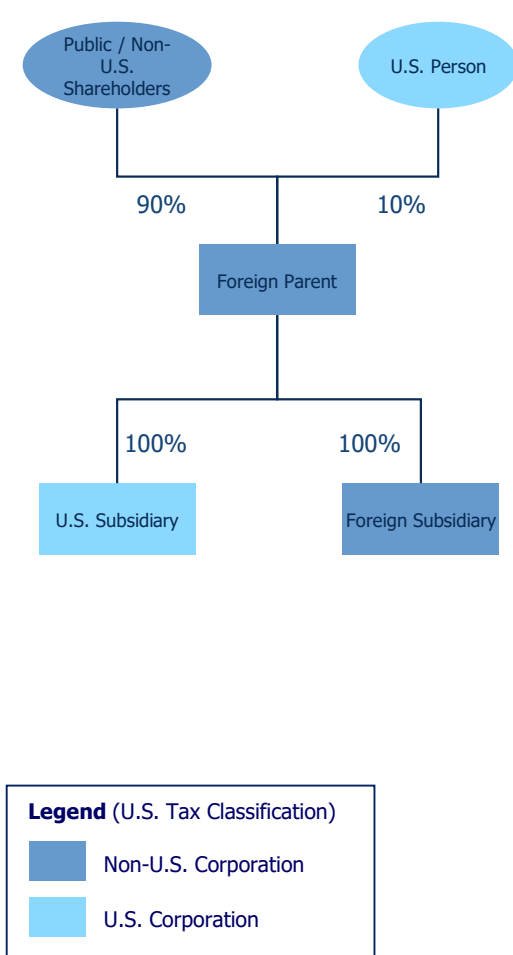 Public / Non-
U.S.
Shareholders
U.S. Person
90%
10%
Foreign Parent
100%
100%
U.S. Subsidiary
Foreign Subsidiary
Legend (U.S. Tax Classification)
Non-U.S. Corporation
U.S. Corporation